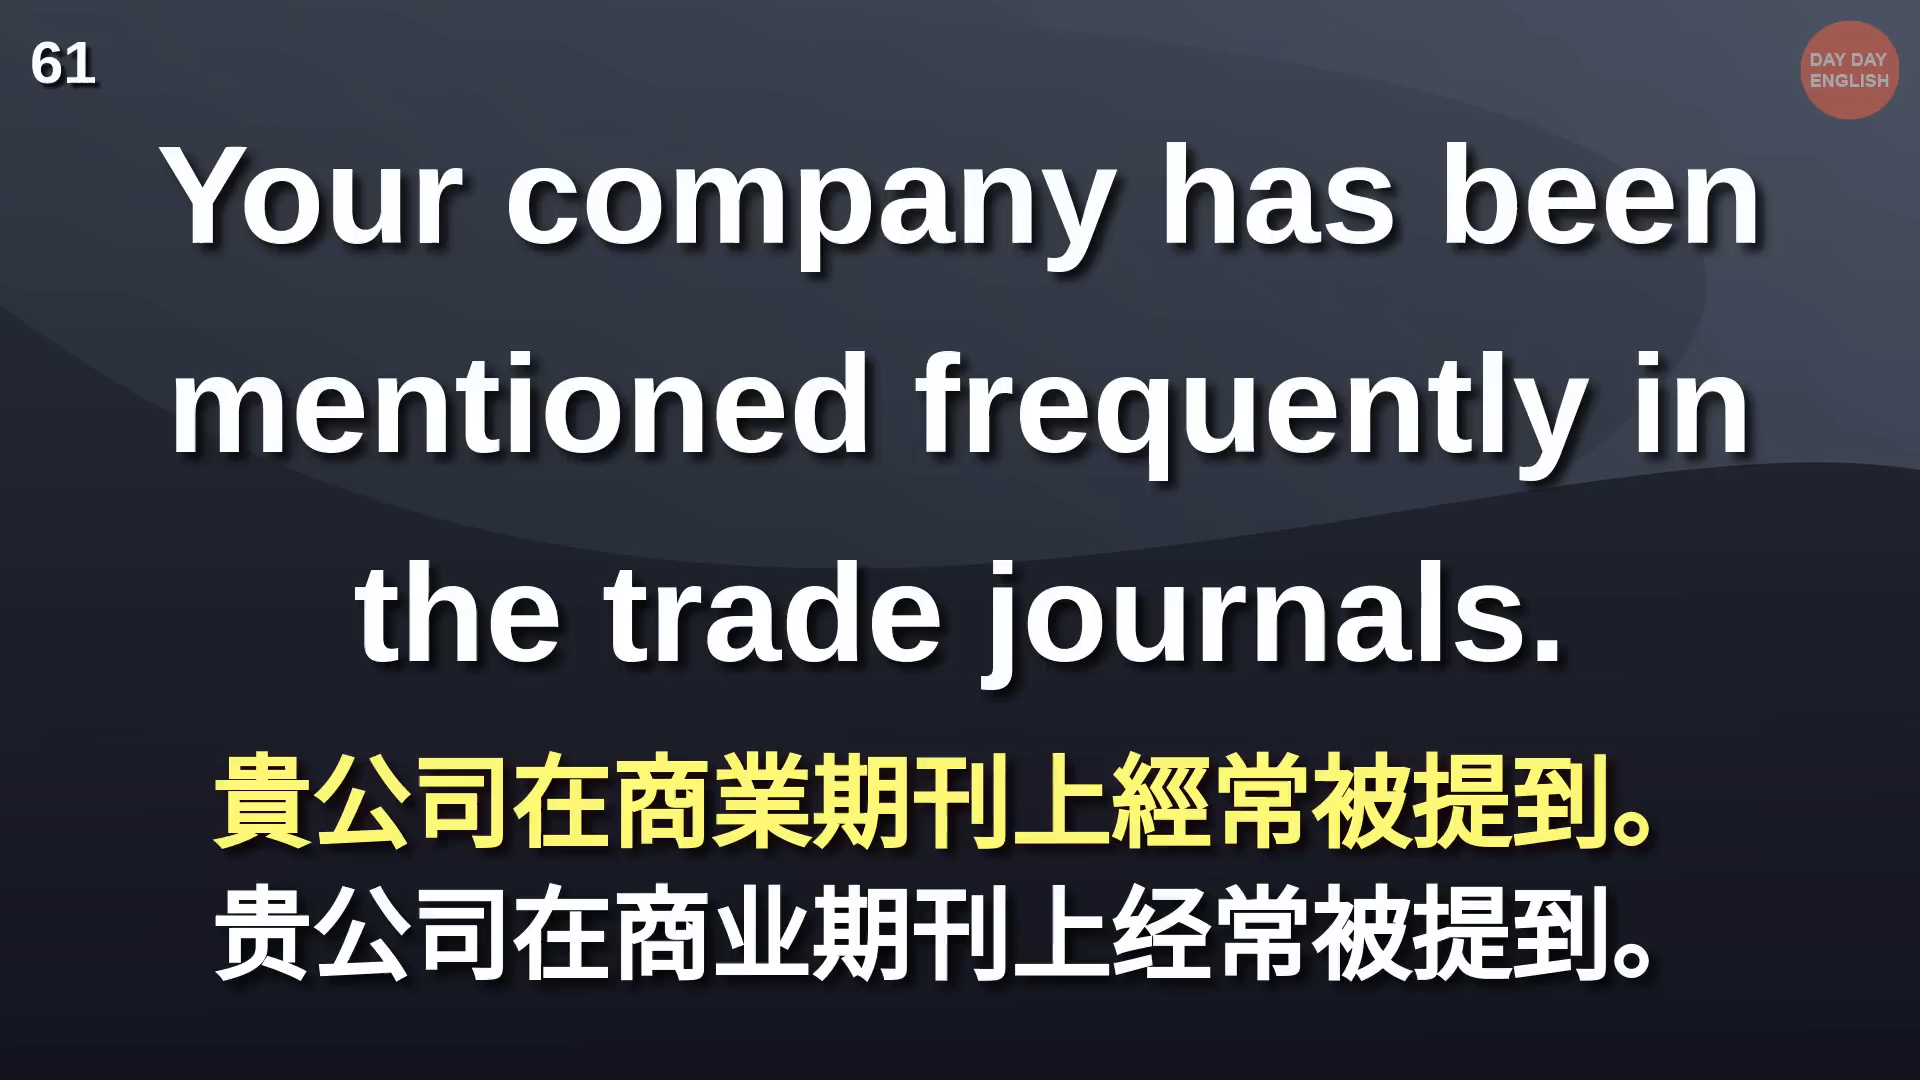 61
DAY DAY
ENGLISH
Your company has been
mentioned frequently in
the trade journals.
貴公司在商業期刊上經常被提到。
贵公司在商业期刊上经常被提到。